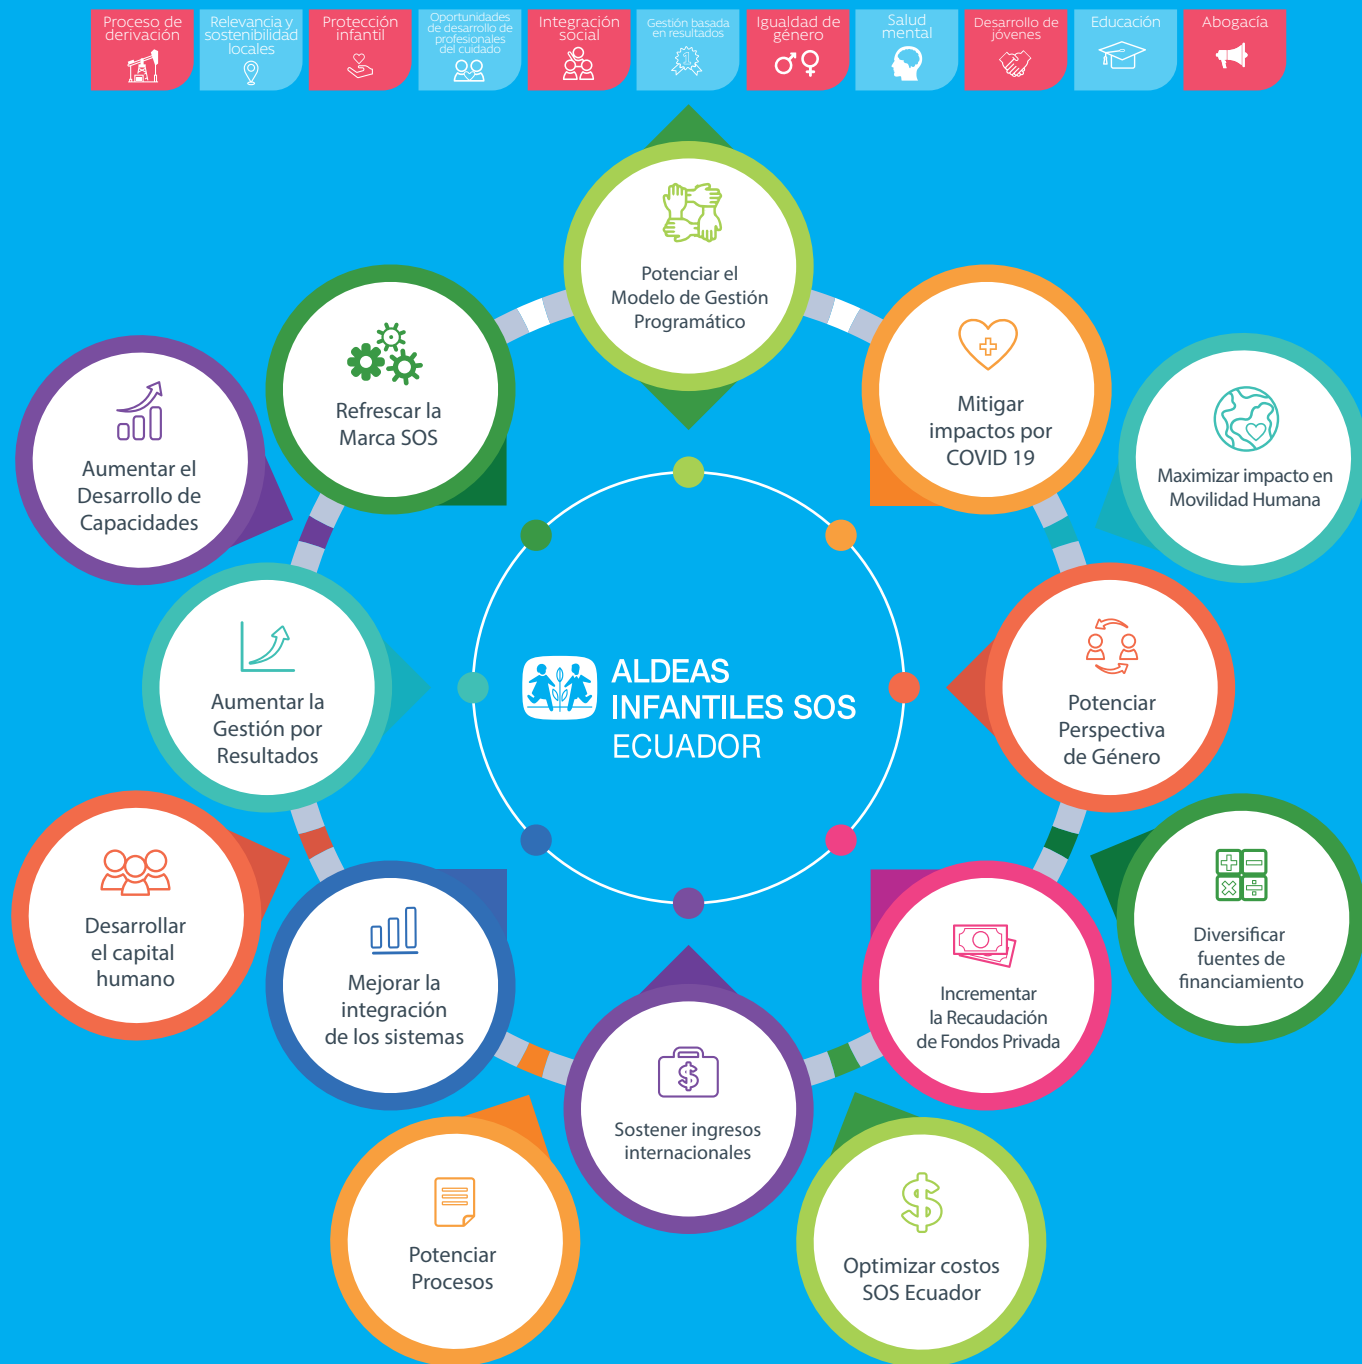 Proceso de
derivación
Relevancia y
sostenibilidad
locales
Protección
infantil
Oportunidades
de desarrollo de
profesionales
del cuidado
Integración
social
Gestión basada
en resultados
1
Igualdad de
género
Salud
mental
Desarrollo de
jóvenes
Educación
Abogacía
Potenciar el
Modelo de Gestión
Programático
Mitigar
impactos por
COVID 19
Maximizar impacto en
Movilidad Humana
Potenciar
Perspectiva
de Género
Diversificar
fuentes de
financiamiento
Incrementar
la Recaudación
de Fondos Privada
Optimizar costos
SOS Ecuador
Sostener ingresos
internacionales
Potenciar
Procesos
Mejorar la
integración
de los sistemas
Desarrollar
el capital
humano
Aumentar la
Gestión por
Resultados
Aumentar el
Desarrollo de
Capacidades
Refrescar la
Marca SOS
ALDEAS
INFANTILES SOS
ECUADOR